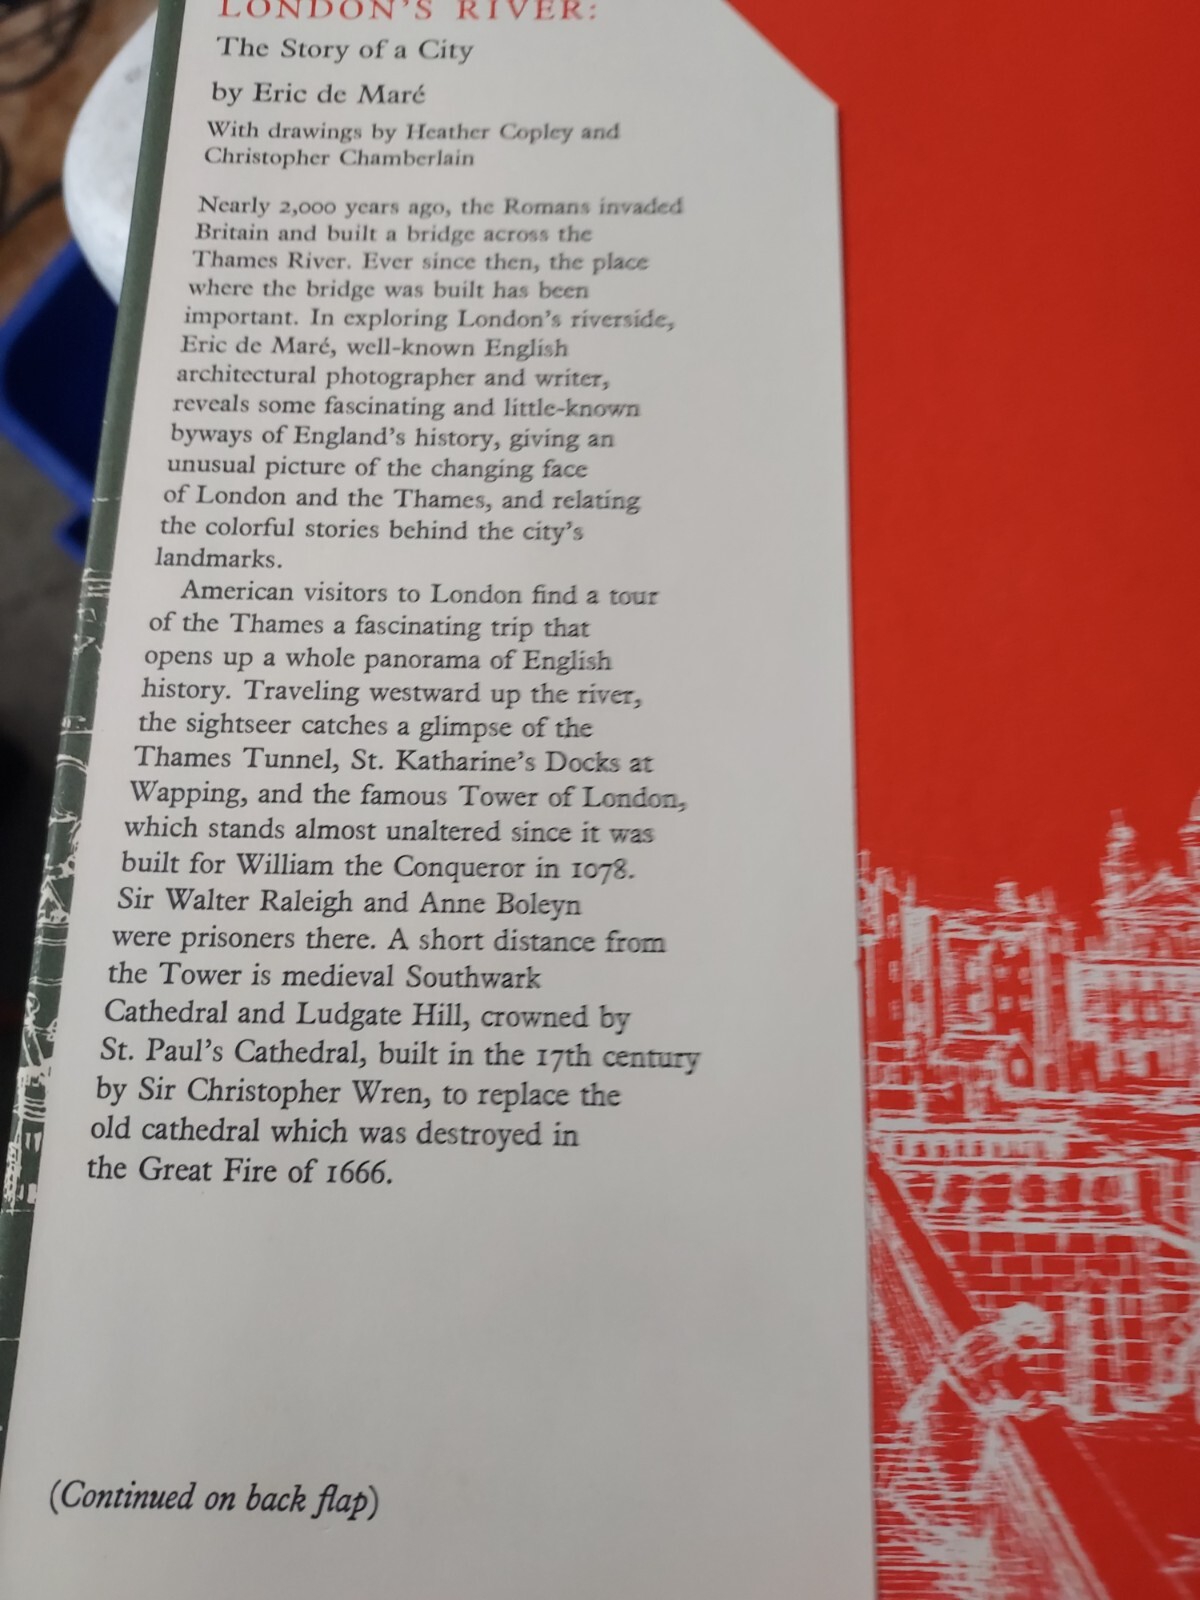 LONDON'S RIVER:
The Story of a City
by Eric de Maré
With drawings by Heather Copley and
Christopher Chamberlain
Nearly 2,000 years ago, the Romans invaded
Britain and built a bridge across the
Thames River. Ever since then, the place
where the bridge was built has been
important. In exploring London's riverside,
Eric de Maré, well-known English
architectural photographer and writer,
reveals some fascinating and little-known
byways of England's history, giving an
unusual picture of the changing face
of London and the Thames, and relating
the colorful stories behind the city's
landmarks.
American visitors to London find a tour
of the Thames a fascinating trip that
opens up a whole panorama of English
history. Traveling westward up the river,
the sightseer catches a glimpse of the
Thames Tunnel, St. Katharine's Docks at
Wapping, and the famous Tower of London,
which stands almost unaltered since it was
built for William the Conqueror in 1078.
Sir Walter Raleigh and Anne Boleyn
were prisoners there. A short distance from
the Tower is medieval Southwark
Cathedral and Ludgate Hill, crowned by
St. Paul's Cathedral, built in the 17th century
by Sir Christopher Wren, to replace the
old cathedral which was destroyed in
the Great Fire of 1666.
(Continued on back flap)